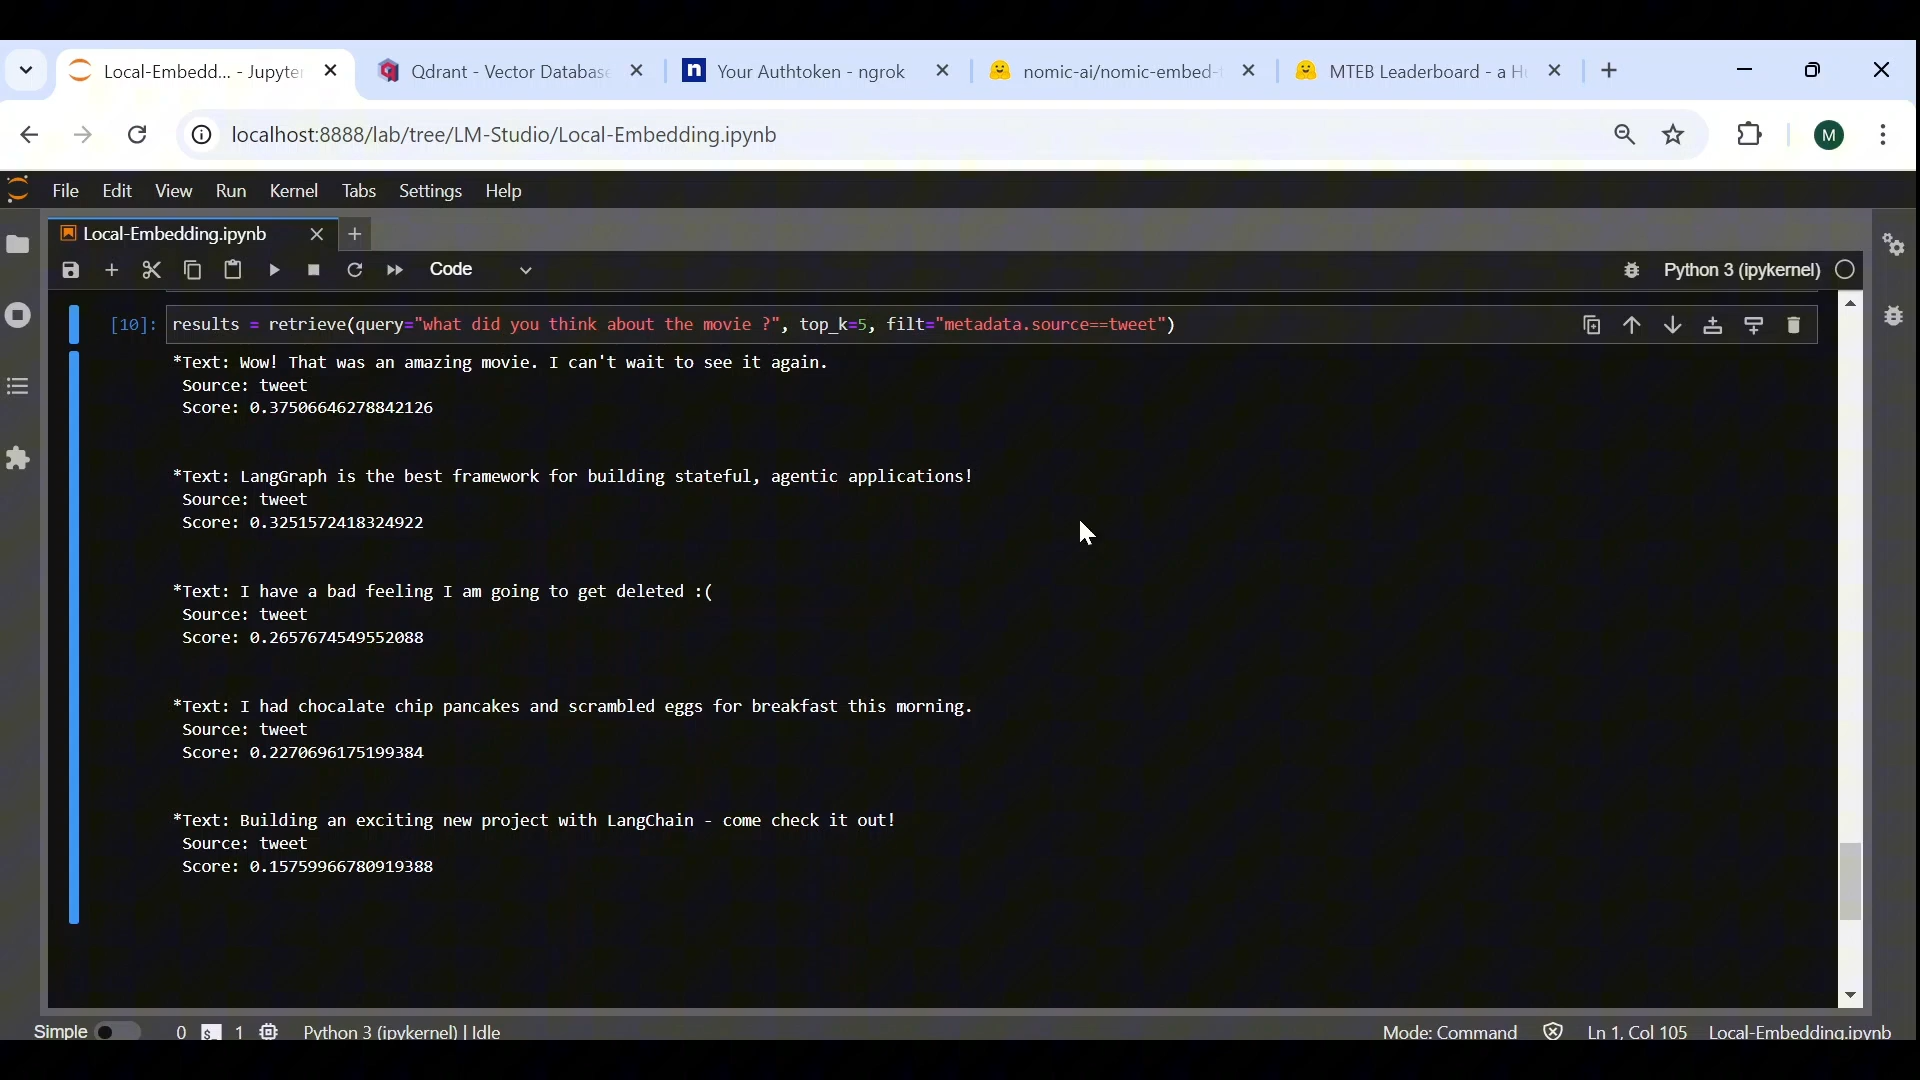 Local-Embedd... - Jupyter
Qdrant - Vector Database
Your Authtoken - ngrok
nomic-ai/nomic-embed-
MTEB Leaderboard - a Hu
localhost:8888/lab/tree/LM-Studio/Local-Embedding.ipynb
M
File Edit View Run Kernel Tabs Settings Help
Local-Embedding.ipynb
Code
Python 3 (ipykernel)
[10]: results = retrieve(query="what did you think about the movie ?", top_k=5, filt="metadata.source==tweet")
*Text: Wow! That was an amazing movie. I can't wait to see it again.
Source: tweet
Score: 0.37506646278842126
*Text: LangGraph is the best framework for building stateful, agentic applications!
Source: tweet
Score: 0.3251572418324922
*Text: I have a bad feeling I am going to get deleted :(
Source: tweet
Score: 0.2657674549552088
*Text: I had chocalate chip pancakes and scrambled eggs for breakfast this morning.
Source: tweet
Score: 0.2270696175199384
*Text: Building an exciting new project with LangChain - come check it out!
Source: tweet
Score: 0.15759966780919388
Simple 0 $_ 1 Python 3 (ipykernel) | Idle Mode: Command Ln 1, Col 105 Local-Embedding.ipynb